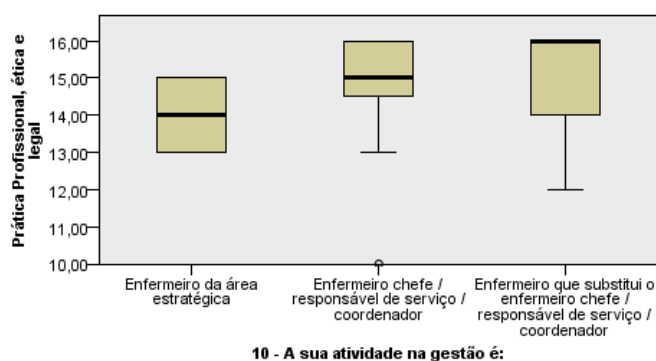 Prática Profissional, ética e
legal
16,00
15,00
14,00
13,00
12,00
11,00
10,00
Enfermeiro da área
estratégica
Enfermeiro chefe /
responsável de serviço /
coordenador
Enfermeiro que substitui o
enfermeiro chefe /
responsável de serviço /
coordenador
10 - A sua atividade na gestão é: